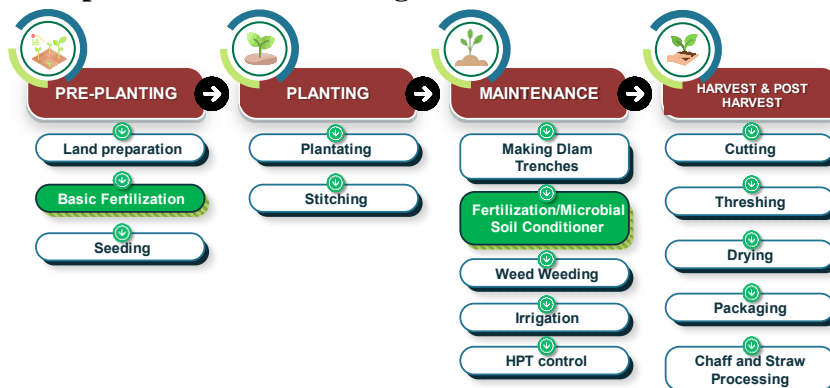 PRE-PLANTING
Land preparation
Basic Fertilization
Seeding
PLANTING
Plantating
Stitching
MAINTENANCE
Making Dlam
Trenches
Fertilization/Microbial
Soil Conditioner
Weed Weeding
Irrigation
HPT control
HARVEST & POST
HARVEST
Cutting
Threshing
Drying
Packaging
Chaff and Straw
Processing